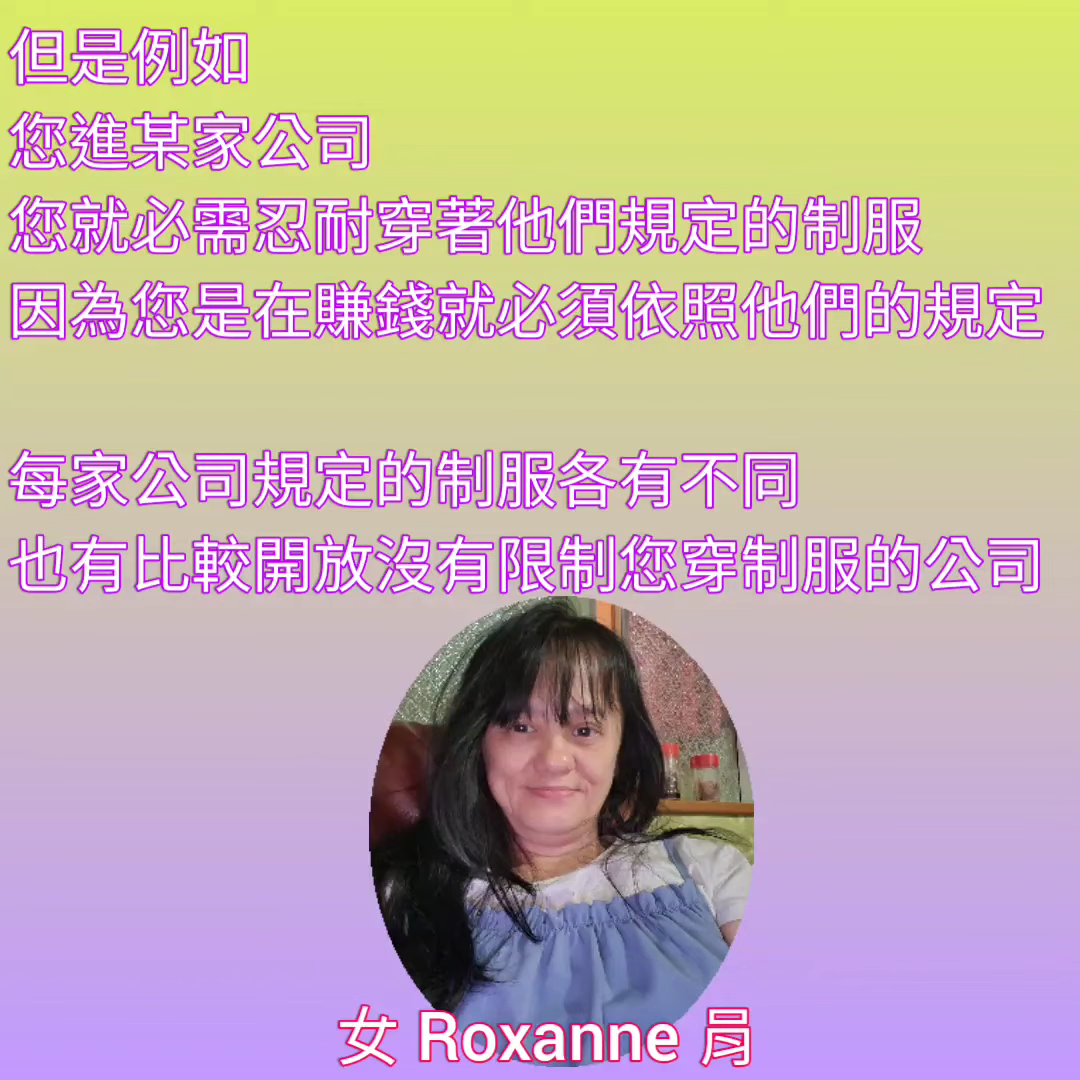 但是例如
您進某家公司
您就必需忍耐穿著他們規定的制服
因為您是在賺錢就必須依照他們的規定
每家公司規定的制服各有不同
也有比較開放沒有限制您穿制服的公司
女 Roxanne